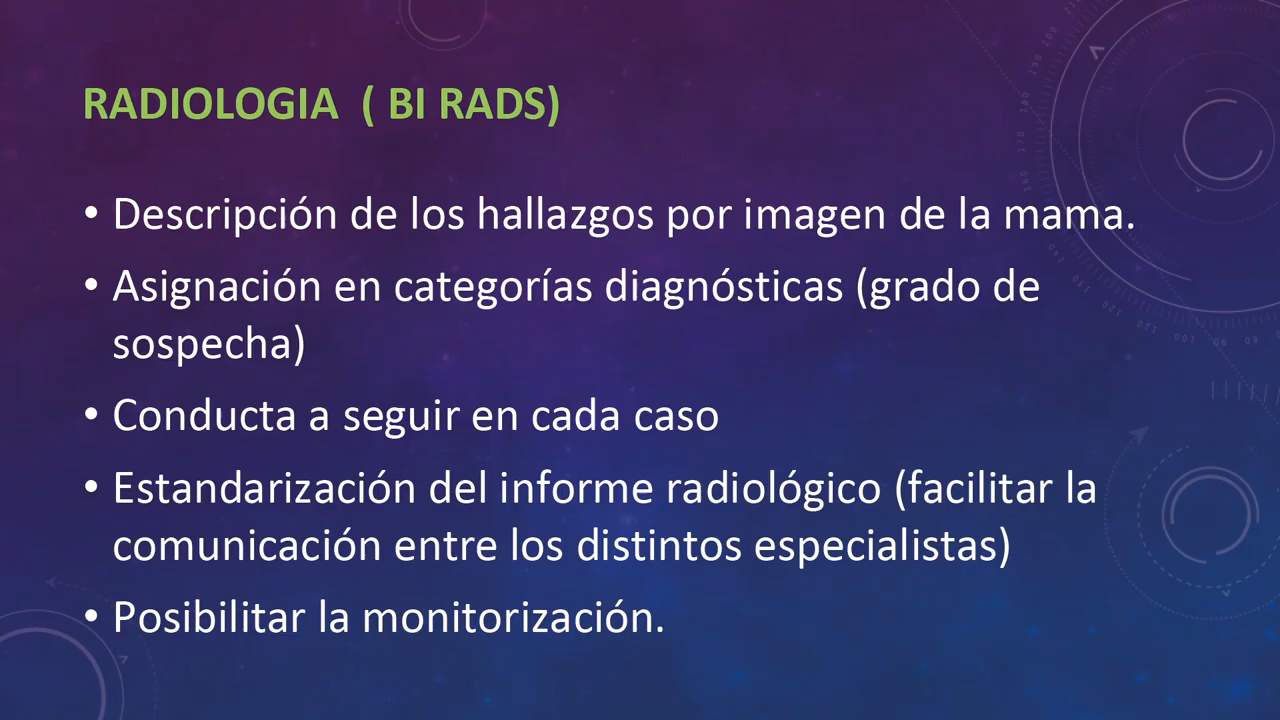 RADIOLOGIA  ( BI RADS)
• Descripción de los hallazgos por imagen de la mama.
• Asignación en categorías diagnósticas (grado de
sospecha)
• Conducta a seguir en cada caso
• Estandarización del informe radiológico (facilitar la
comunicación entre los distintos especialistas)
• Posibilitar la monitorización.